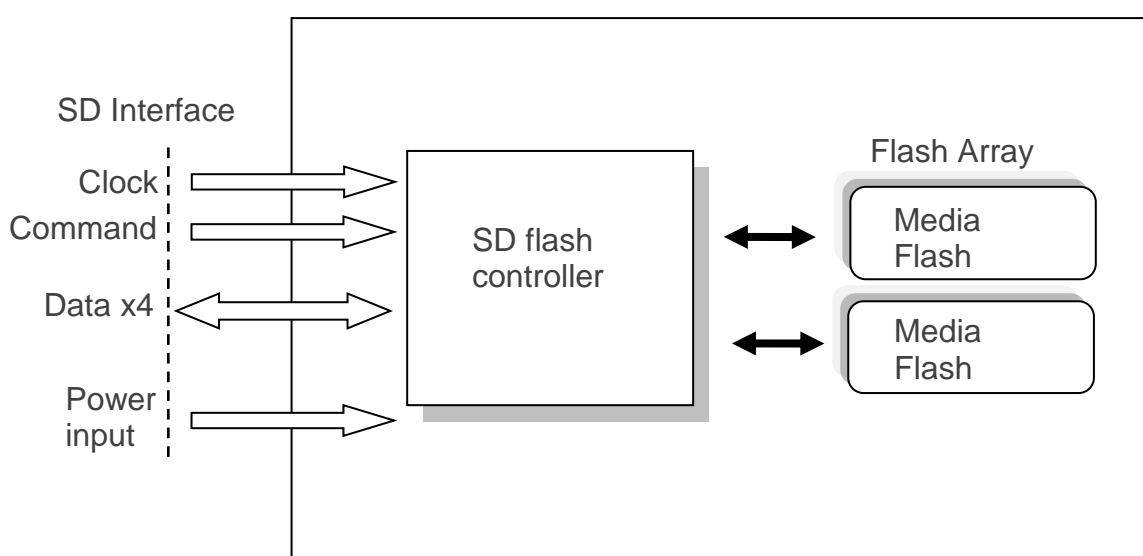 SD Interface
Clock
Command
Data x4
Power
input
SD flash
controller
Flash Array
Media
Flash
Media
Flash